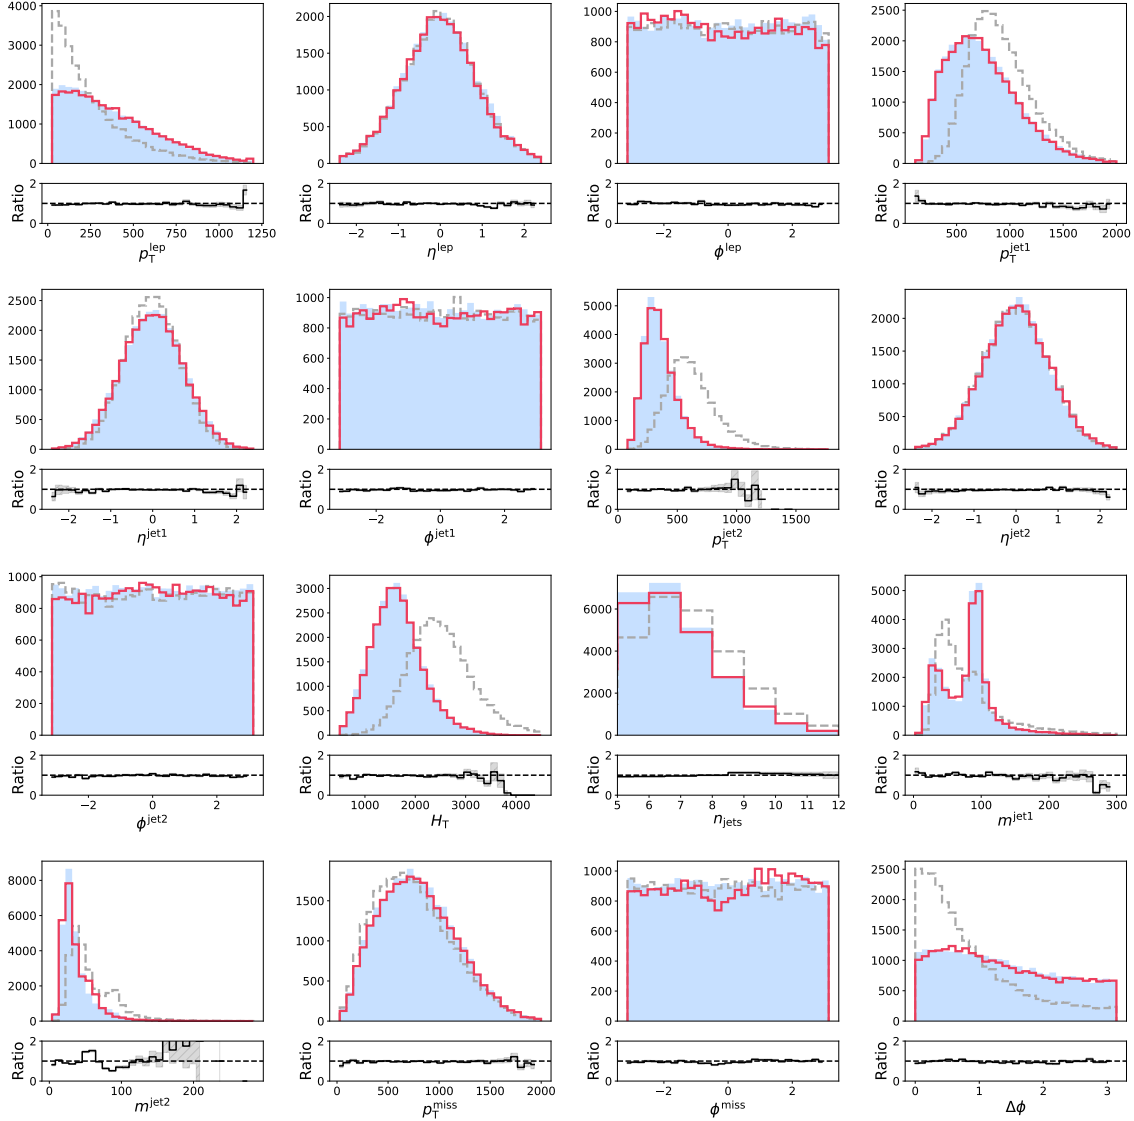 4000
3000
2000
1000
0
2
0
Ratio
0 250 500 750 1000 1250
p_T^lep
2000
1500
1000
500
0
2
0
Ratio
−2 −1 0 1 2
η^lep
1000
800
600
400
200
0
2
0
Ratio
−2 0 2
ϕ^lep
2500
2000
1500
1000
500
0
2
0
Ratio
500 1000 1500 2000
p_T^jet1
2500
2000
1500
1000
500
0
2
0
Ratio
−2 −1 0 1 2
η^jet1
1000
800
600
400
200
0
2
0
Ratio
−2 0 2
ϕ^jet1
5000
4000
3000
2000
1000
0
2
0
Ratio
0 500 1000 1500
p_T^jet2
2000
1500
1000
500
0
2
0
Ratio
−2 −1 0 1 2
η^jet2
1000
800
600
400
200
0
2
0
Ratio
−2 0 2
ϕ^jet2
3000
2500
2000
1500
1000
500
0
2
0
Ratio
1000 2000 3000 4000
H_T
6000
4000
2000
0
2
0
Ratio
5 6 7 8 9 10 11 12
n_jets
5000
4000
3000
2000
1000
0
2
0
Ratio
0 100 200 300
m^jet1
8000
6000
4000
2000
0
2
0
Ratio
0 100 200
m^jet2
1500
1000
500
0
2
0
Ratio
0 500 1000 1500 2000
p_T^miss
1000
800
600
400
200
0
2
0
Ratio
−2 0 2
ϕ^miss
2500
2000
1500
1000
500
0
2
0
Ratio
0 1 2 3
Δϕ